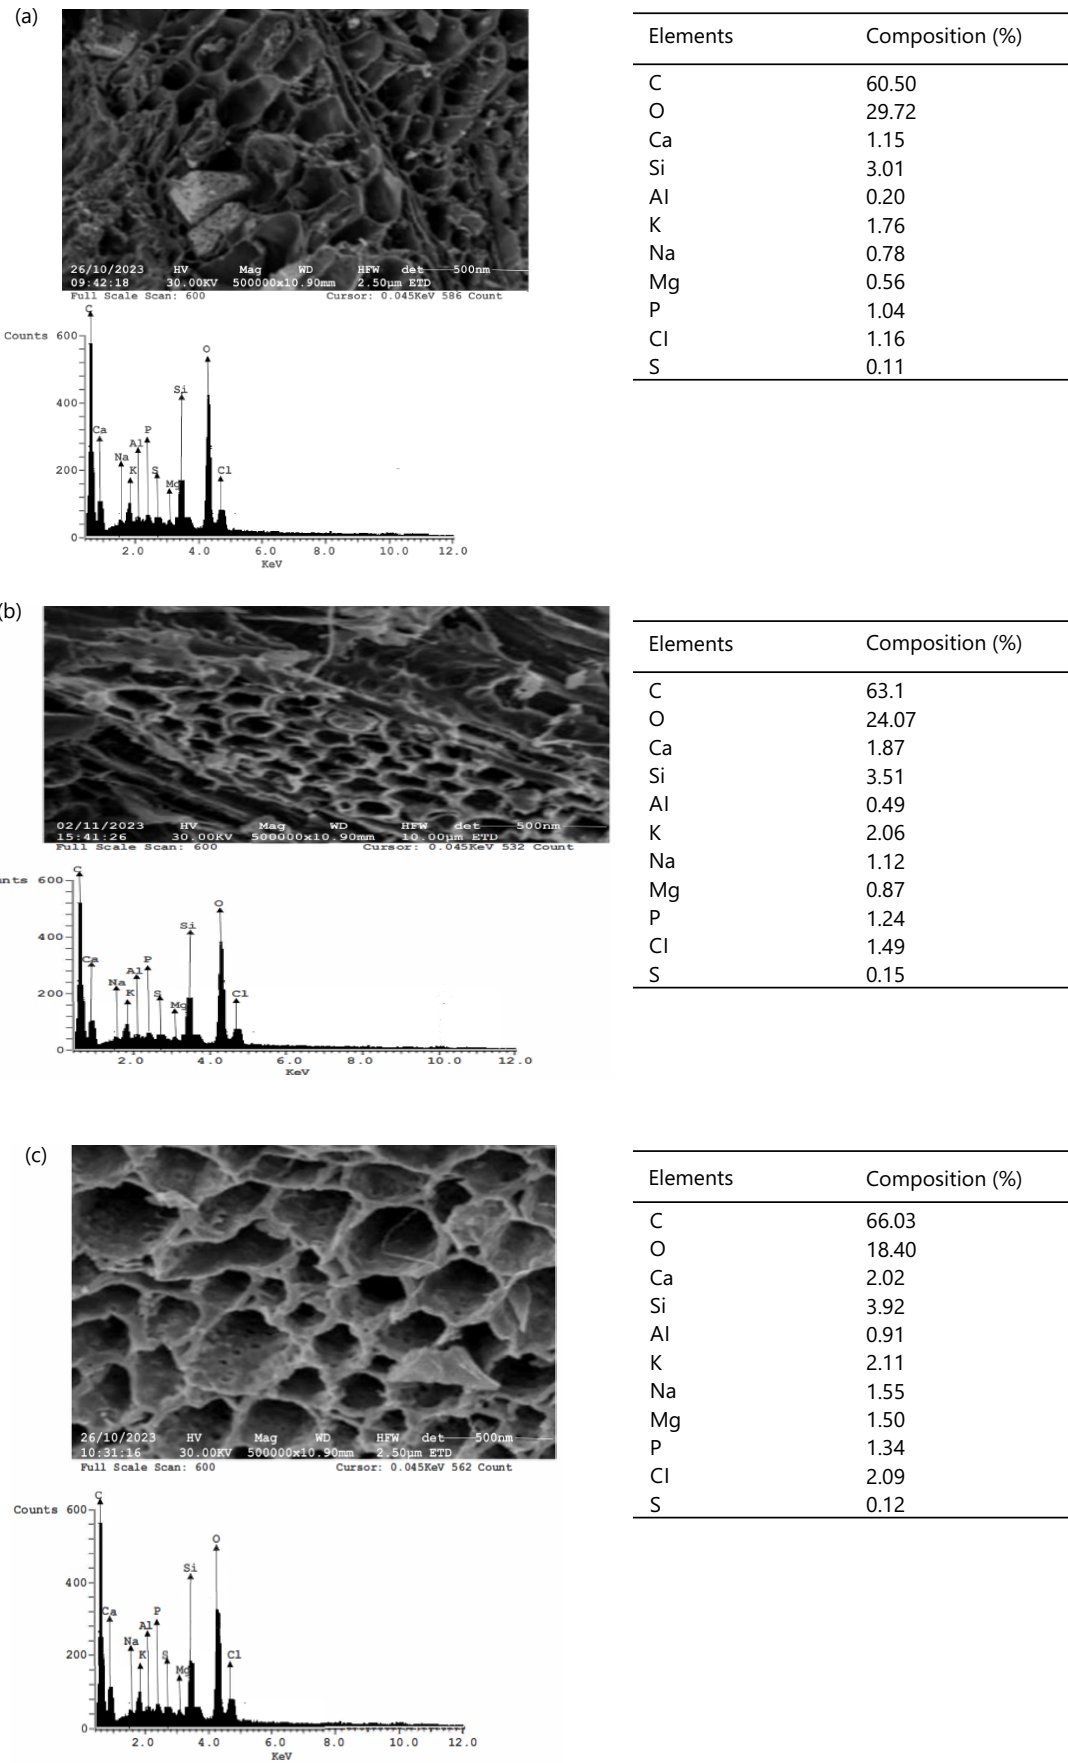 (a)
26/10/2023 HV Mag WD HFW det 500nm
09:42:18 30.00KV 500000x10.90mm 2.50µm ETD
Full Scale Scan: 600 Cursor: 0.045KeV 586 Count
C
Counts 600
O
Si
400
Ca
P
Al
Na
K
S
Mg
Cl
200
0
2.0 4.0 6.0 8.0 10.0 12.0
KeV
Elements Composition (%)
C 60.50
O 29.72
Ca 1.15
Si 3.01
Al 0.20
K 1.76
Na 0.78
Mg 0.56
P 1.04
Cl 1.16
S 0.11
(b)
02/11/2023 HV Mag WD HFW det 500nm
15:41:26 30.00KV 500000x10.90mm 10.00µm ETD
Full Scale Scan: 600 Cursor: 0.045KeV 532 Count
C
unts 600
O
Si
400
Ca
P
Al
Na
K
S
Mg
Cl
200
0
2.0 4.0 6.0 8.0 10.0 12.0
KeV
Elements Composition (%)
C 63.1
O 24.07
Ca 1.87
Si 3.51
Al 0.49
K 2.06
Na 1.12
Mg 0.87
P 1.24
Cl 1.49
S 0.15
(c)
26/10/2023 HV Mag WD HFW det 500nm
10:31:16 30.00KV 500000x10.90mm 2.50µm ETD
Full Scale Scan: 600 Cursor: 0.045KeV 562 Count
C
Counts 600
O
Si
400
Ca
P
Al
Na
K
S
Mg
Cl
200
0
2.0 4.0 6.0 8.0 10.0 12.0
KeV
Elements Composition (%)
C 66.03
O 18.40
Ca 2.02
Si 3.92
Al 0.91
K 2.11
Na 1.55
Mg 1.50
P 1.34
Cl 2.09
S 0.12